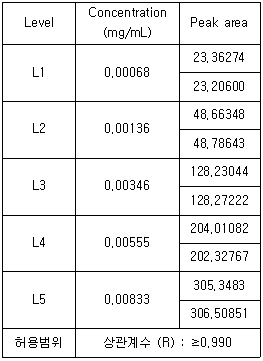 Level Concentration (mg/mL) Peak area
L1 0,00068 23,36274
23,20600
L2 0,00136 48,66348
48,78643
L3 0,00346 128,23044
128,27222
L4 0,00555 204,01082
202,32767
L5 0,00833 305,3483
306,50851
허용범위 상관계수 (R) : ≥0,990